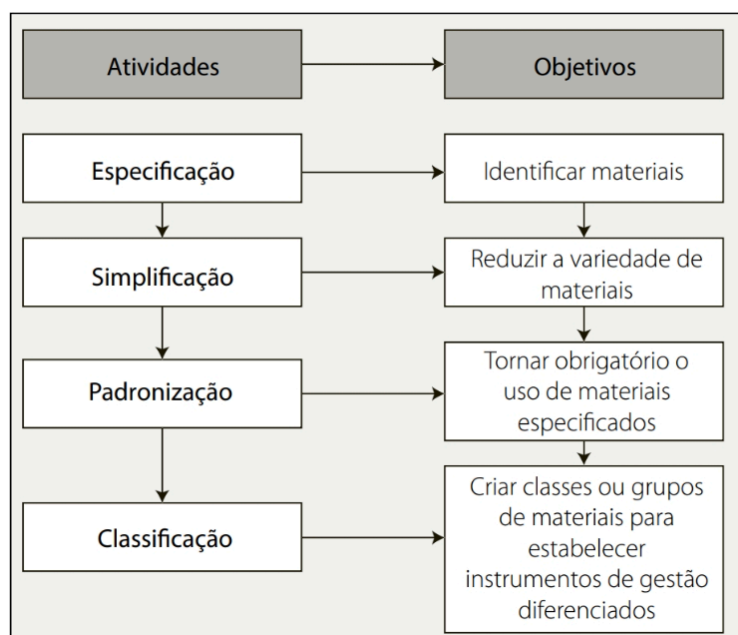 Atividades
Objetivos
Especificação
Identificar materiais
Simplificação
Reduzir a variedade de
materiais
Padronização
Tornar obrigatório o
uso de materiais
especificados
Classificação
Criar classes ou grupos
de materiais para
estabelecer
instrumentos de gestão
diferenciados